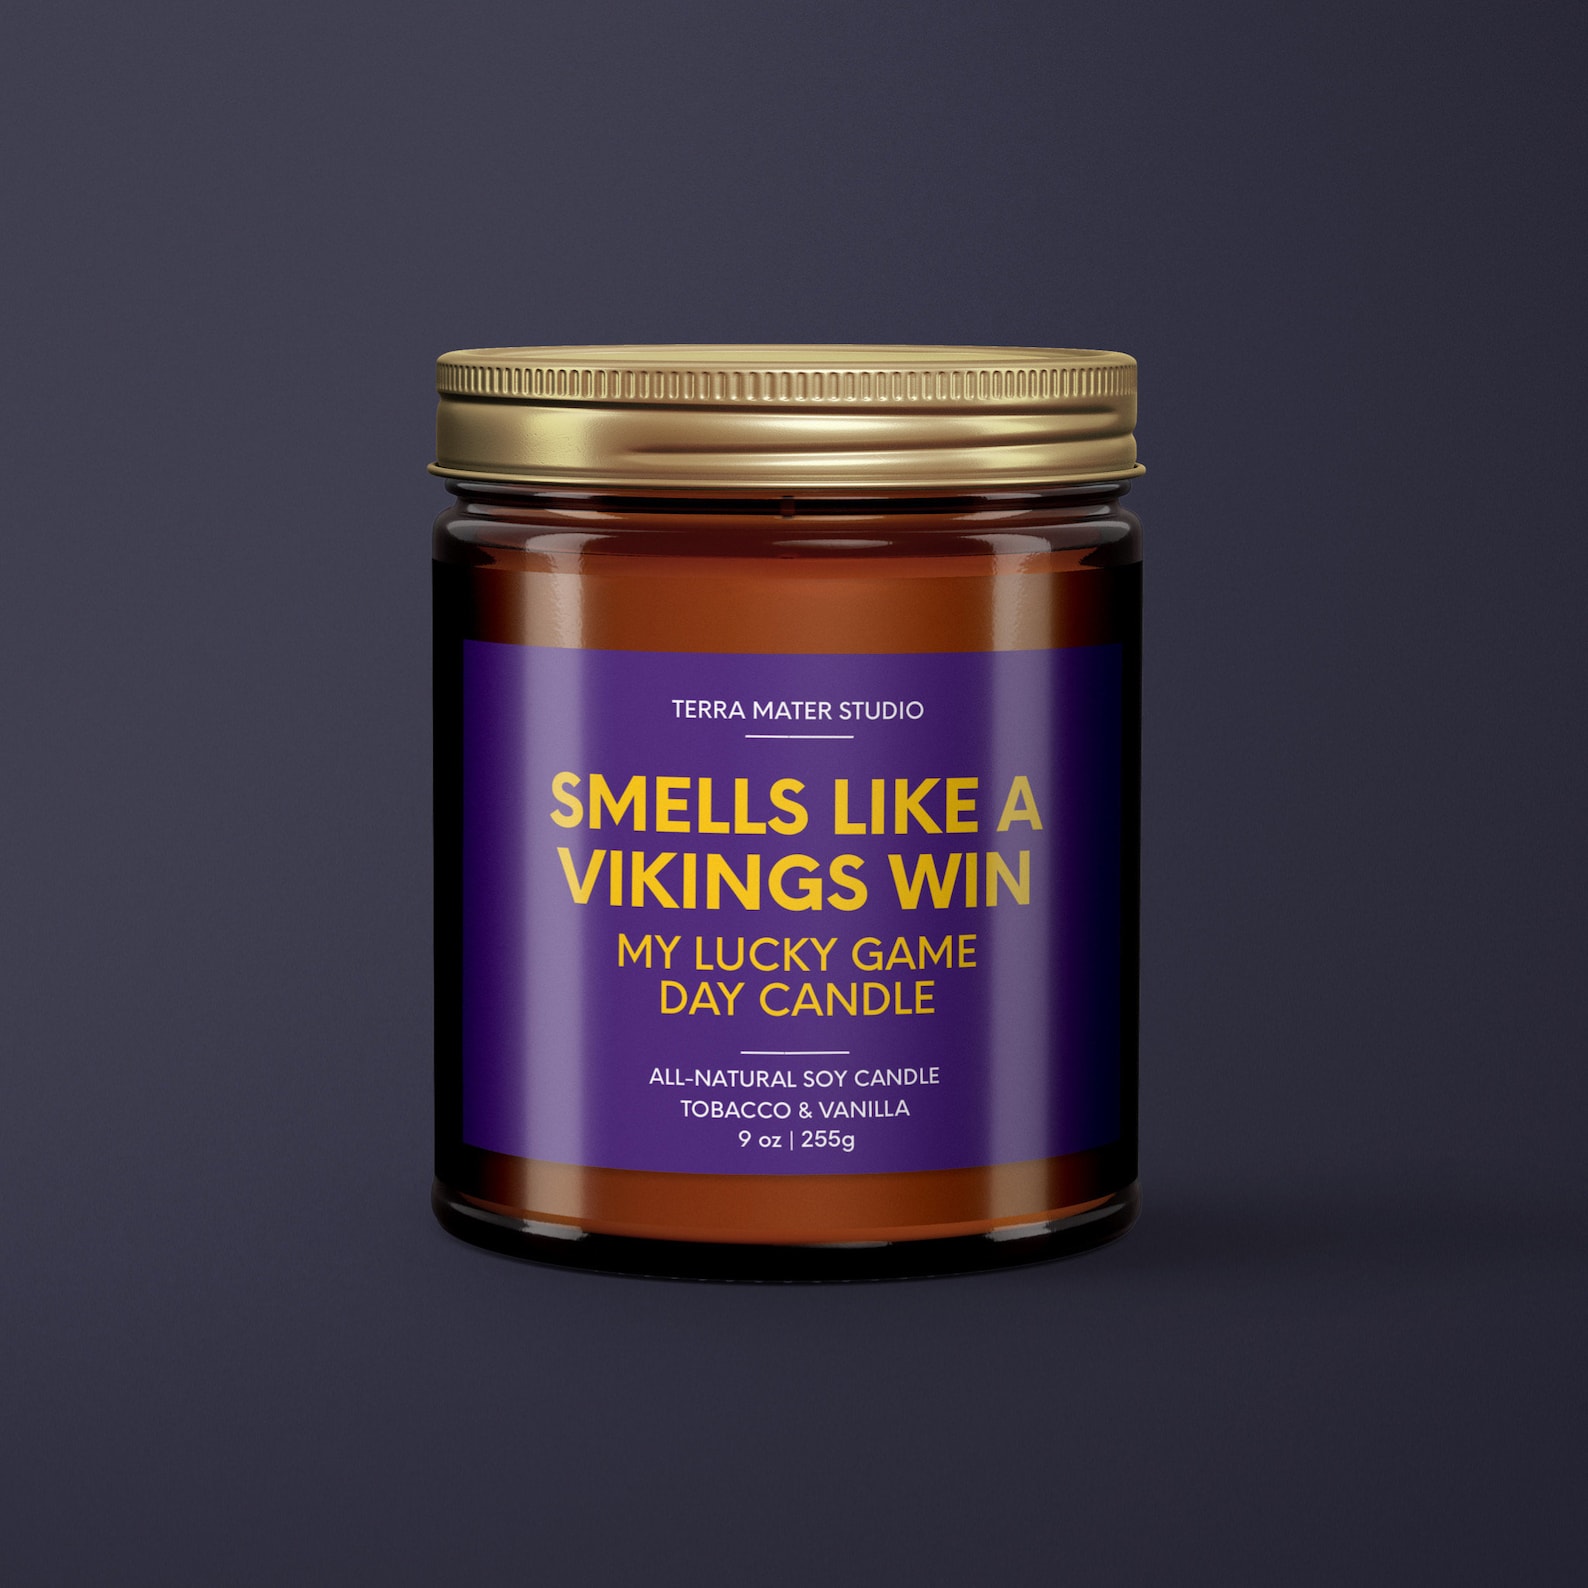 TERRA MATER STUDIO
SMELLS LIKE A
VIKINGS WIN
MY LUCKY GAME
DAY CANDLE
ALL-NATURAL SOY CANDLE
TOBACCO & VANILLA
9 oz | 255g